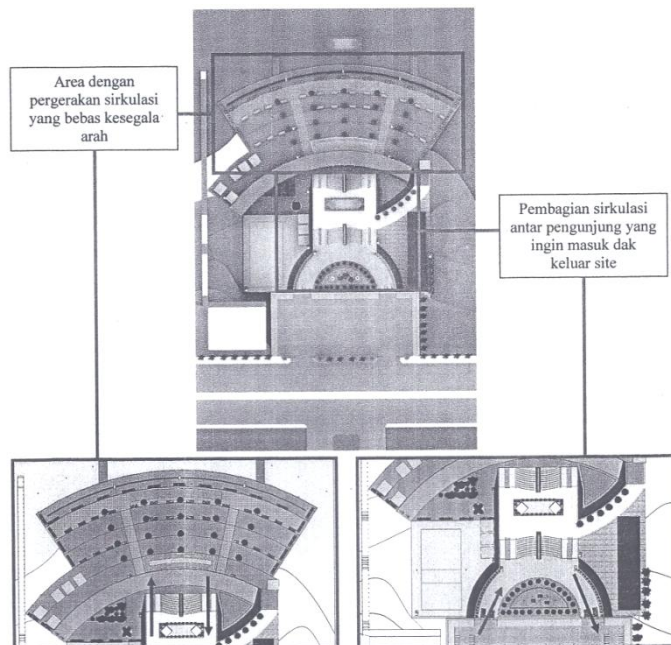 Area dengan
pergerakan sirkulasi
yang bebas kesegala
arah
Pembagian sirkulasi
antar pengunjung yang
ingin masuk dak
keluar site